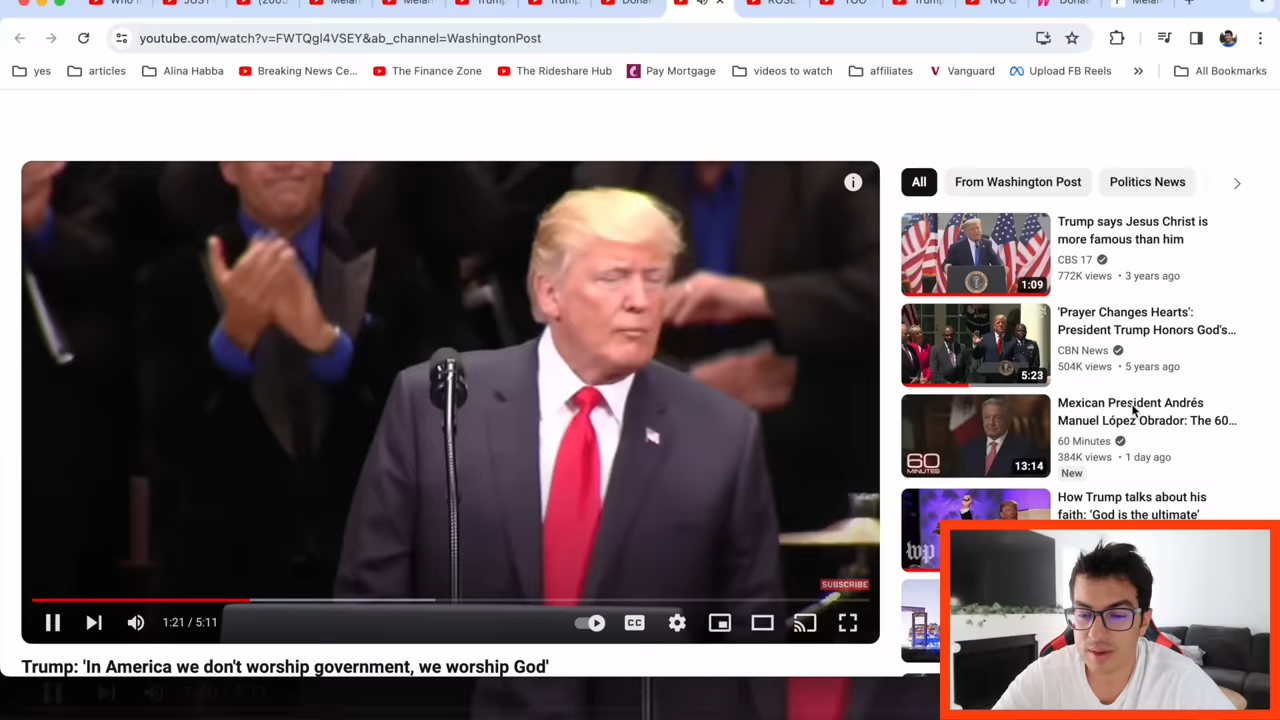 youtube.com/watch?v=FWTQgl4VSEY&ab_channel=WashingtonPost
yes articles Alina Habba Breaking News Ce... The Finance Zone The Rideshare Hub Pay Mortgage videos to watch affiliates Vanguard Upload FB Reels » All Bookmarks
All From Washington Post Politics News
Trump says Jesus Christ is
more famous than him
CBS 17
772K views • 3 years ago
1:09
'Prayer Changes Hearts':
President Trump Honors God's...
CBN News
504K views • 5 years ago
5:23
Mexican President Andrés
Manuel López Obrador: The 60...
60 Minutes
384K views • 1 day ago
New
60
MINUTES
13:14
How Trump talks about his
faith: 'God is the ultimate'
wp
SUBSCRIBE
1:21 / 5:11
CC
Trump: 'In America we don't worship government, we worship God'